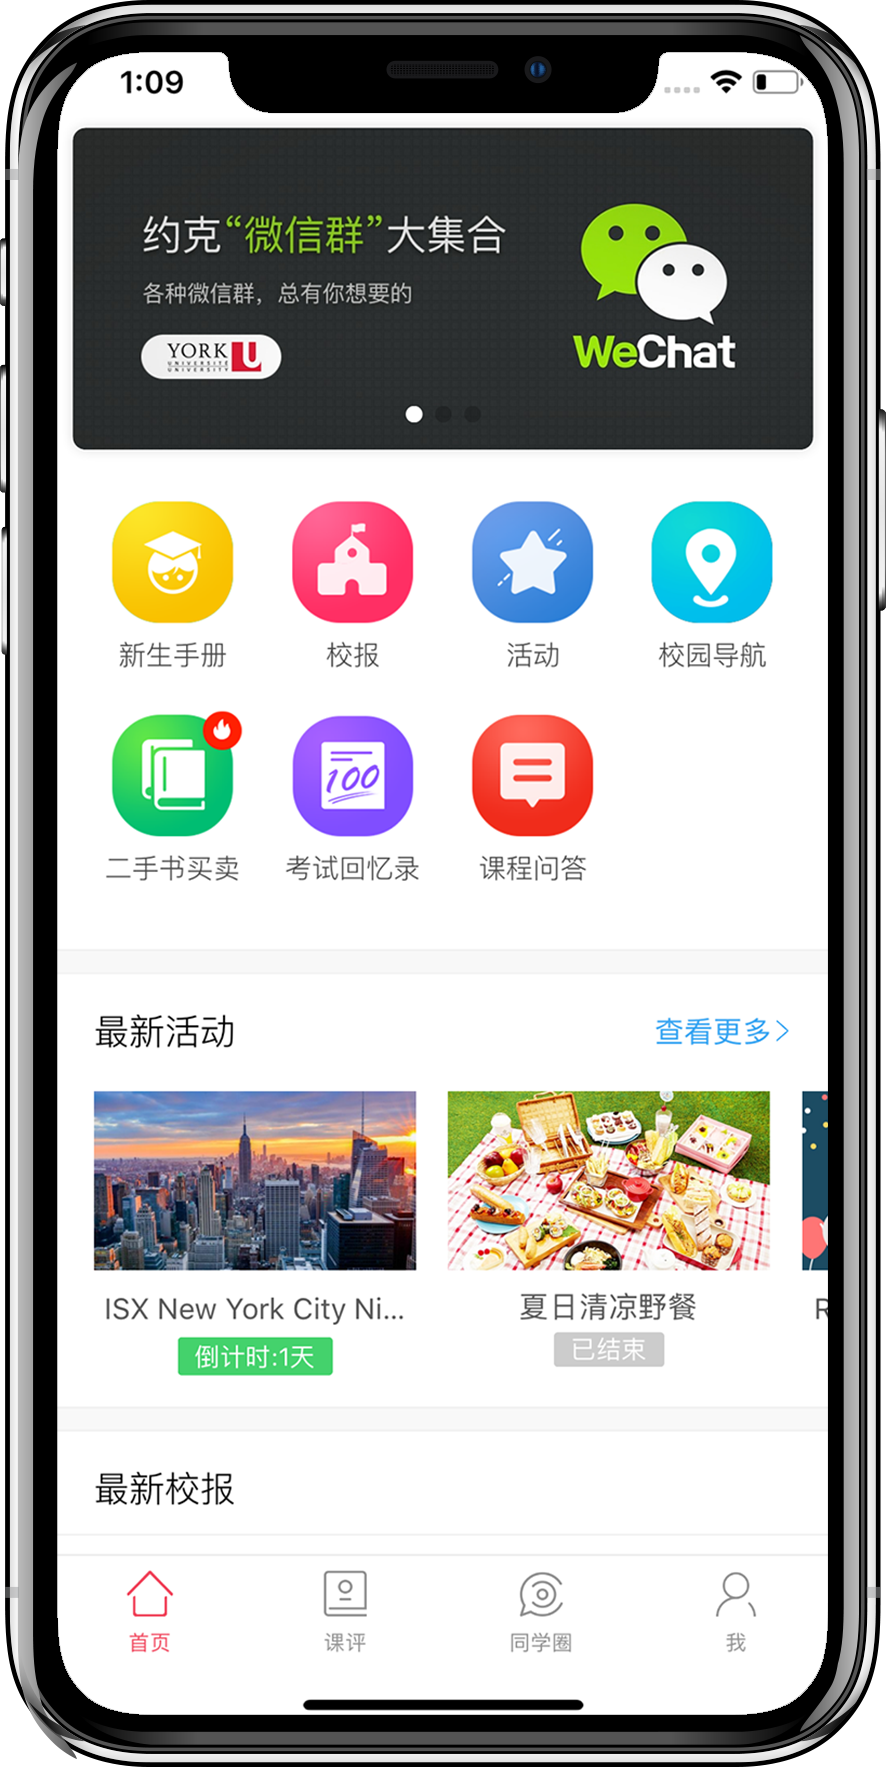 1:09
约克“微信群”大集合
各种微信群，总有你想要的
YORK U
UNIVERSITÉ
UNIVERSITY
WeChat
新生手册 校报 活动 校园导航
100
二手书买卖 考试回忆录 课程问答
最新活动 查看更多>
ISX New York City Ni... 夏日清凉野餐 R
倒计时:1天 已结束
最新校报
首页 课评 同学圈 我